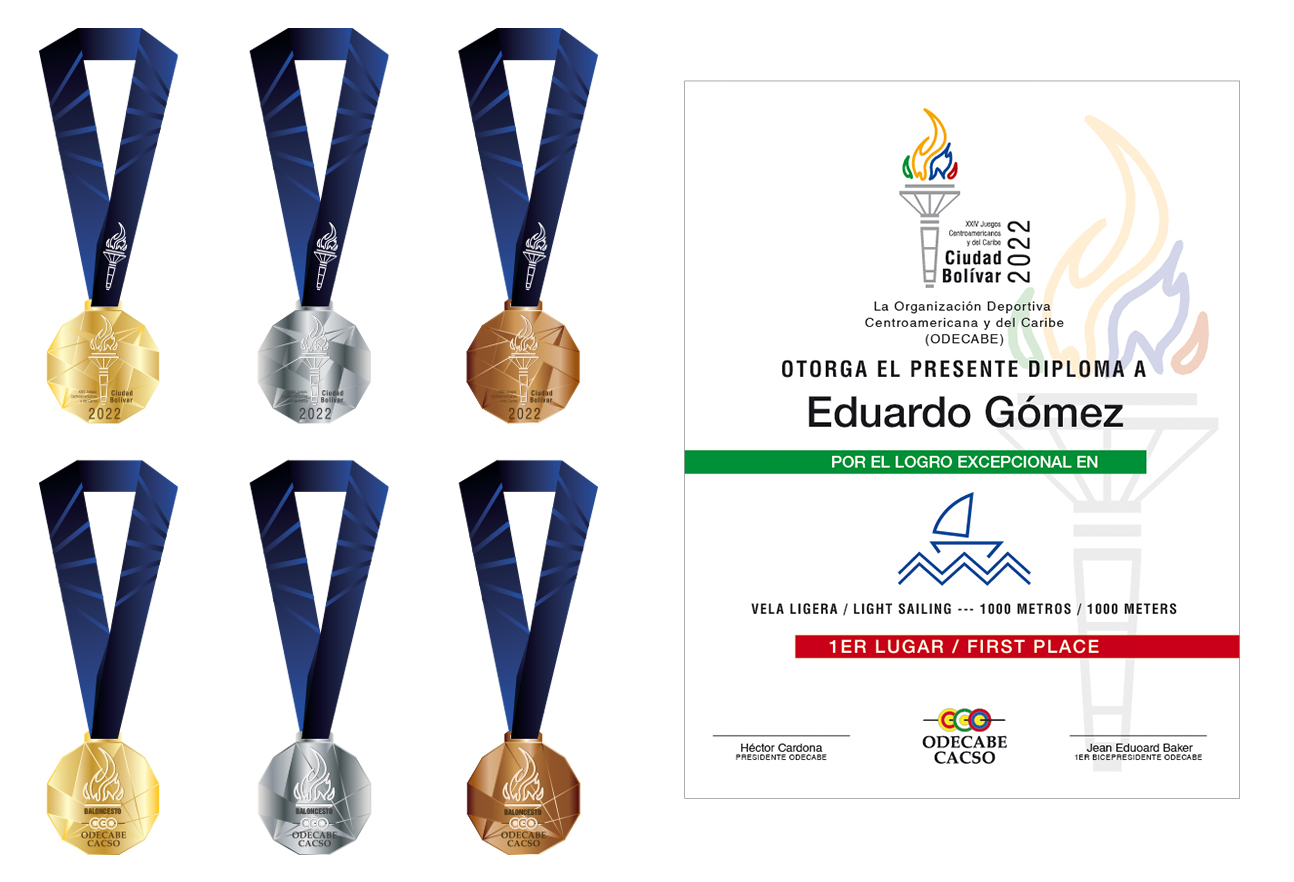 Ciudad
Bolívar
2022
Ciudad
Bolívar
2022
Ciudad
Bolívar
2022
BALONCESTO
ODECABE
CACSO
BALONCESTO
ODECABE
CACSO
BALONCESTO
ODECABE
CACSO
XXIV Juegos
Centroamericanos
y del Caribe
Ciudad
Bolívar
2022
La Organización Deportiva
Centroamericana y del Caribe
(ODECABE)
OTORGA EL PRESENTE DIPLOMA A
Eduardo Gómez
POR EL LOGRO EXCEPCIONAL EN
VELA LIGERA / LIGHT SAILING --- 1000 METROS / 1000 METERS
1ER LUGAR / FIRST PLACE
Héctor Cardona
PRESIDENTE ODECABE
ODECABE
CACSO
Jean Eduoard Baker
1ER BICEPRESIDENTE ODECABE